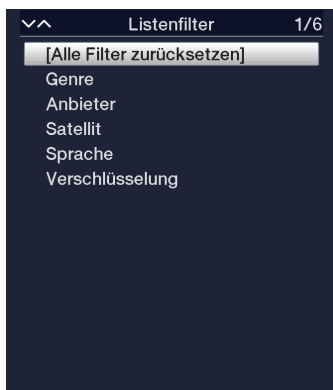 Listenfilter 1/6
[Alle Filter zurücksetzen]
Genre
Anbieter
Satellit
Sprache
Verschlüsselung